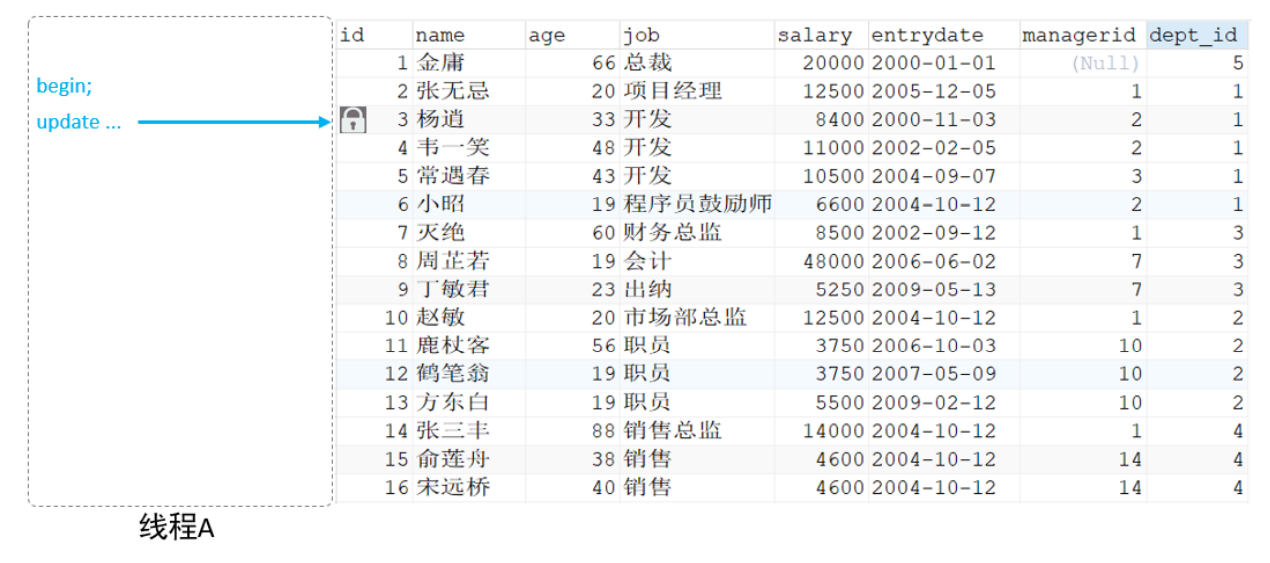 id name age job salary entrydate managerid dept_id
1 金庸 66 总裁 20000 2000-01-01 (Null) 5
begin;
2 张无忌 20 项目经理 12500 2005-12-05 1 1
update ...
3 杨逍 33 开发 8400 2000-11-03 2 1
4 韦一笑 48 开发 11000 2002-02-05 2 1
5 常遇春 43 开发 10500 2004-09-07 3 1
6 小昭 19 程序员鼓励师 6600 2004-10-12 2 1
7 灭绝 60 财务总监 8500 2002-09-12 1 3
8 周芷若 19 会计 48000 2006-06-02 7 3
9 丁敏君 23 出纳 5250 2009-05-13 7 3
10 赵敏 20 市场部总监 12500 2004-10-12 1 2
11 鹿杖客 56 职员 3750 2006-10-03 10 2
12 鹤笔翁 19 职员 3750 2007-05-09 10 2
13 方东白 19 职员 5500 2009-02-12 10 2
14 张三丰 88 销售总监 14000 2004-10-12 1 4
15 俞莲舟 38 销售 4600 2004-10-12 14 4
16 宋远桥 40 销售 4600 2004-10-12 14 4
线程A